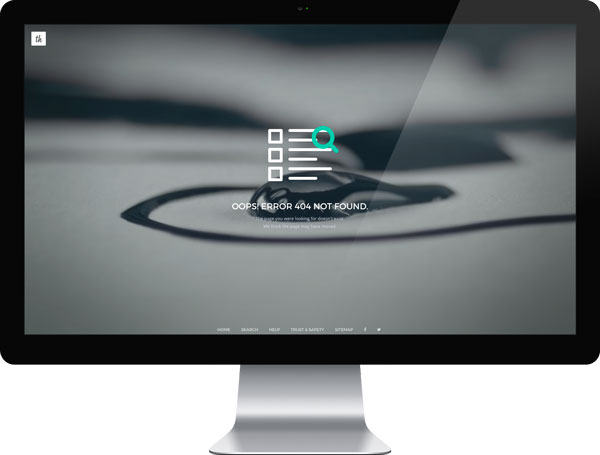 tk
OOPS! ERROR 404 NOT FOUND.
The page you were looking for doesn't exist.
We think the page may have moved.
HOME SEARCH HELP TRUST & SAFETY SITEMAP